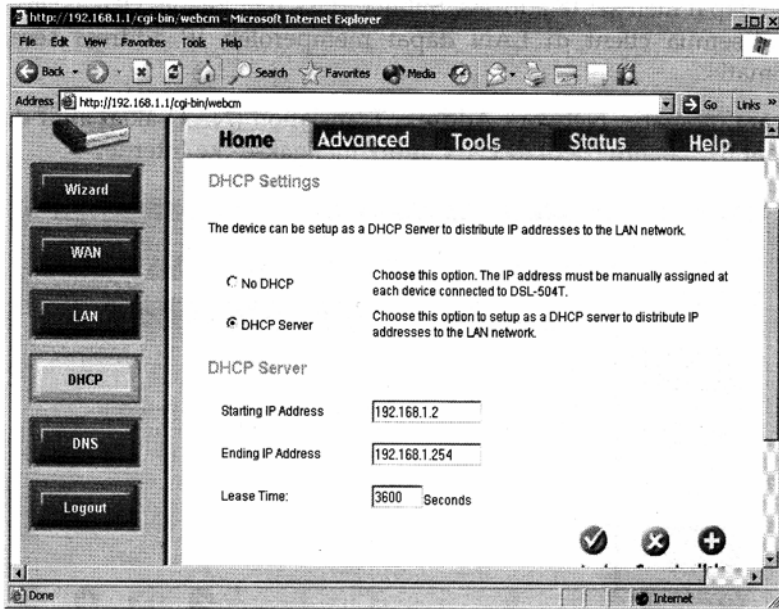 http://192.168.1.1/cgi-bin/webcm - Microsoft Internet Explorer
File Edit View Favorites Tools Help
Back Search Favorites Media
Address http://192.168.1.1/cgi-bin/webcm Go Links »
Home Advanced Tools Status Help
Wizard
WAN
LAN
DHCP
DNS
Logout
DHCP Settings
The device can be setup as a DHCP Server to distribute IP addresses to the LAN network.
No DHCP
Choose this option. The IP address must be manually assigned at
each device connected to DSL-504T.
DHCP Server
Choose this option to setup as a DHCP server to distribute IP
addresses to the LAN network.
DHCP Server
Starting IP Address 192.168.1.2
Ending IP Address 192.168.1.254
Lease Time: 3600 Seconds
Done Internet